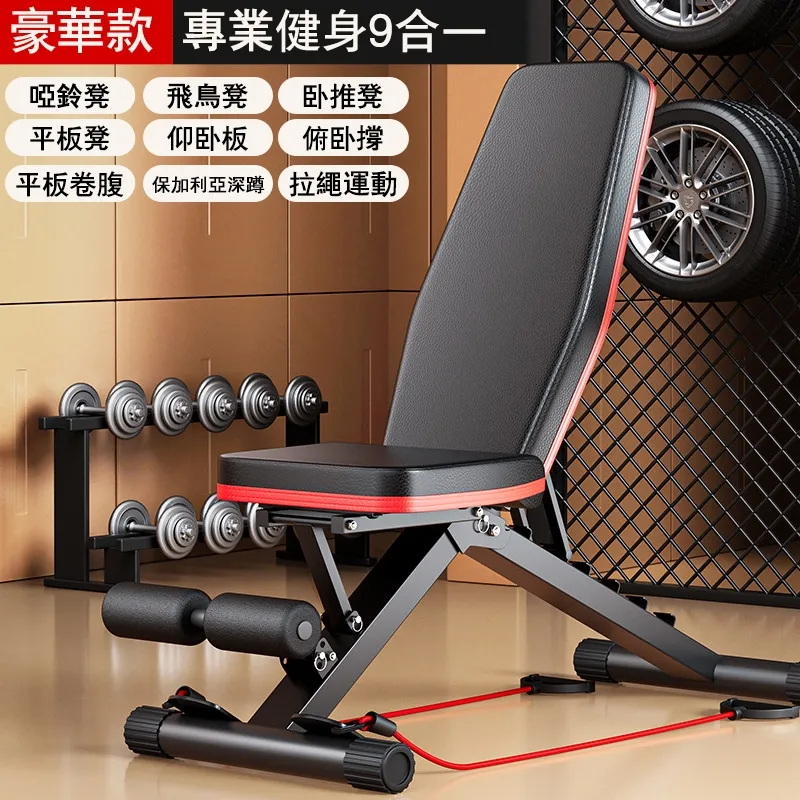 豪華款 專業健身9合一
啞鈴凳 飛鳥凳 卧推凳
平板凳 仰卧板 俯卧撐
平板卷腹 保加利亞深蹲 拉繩運動